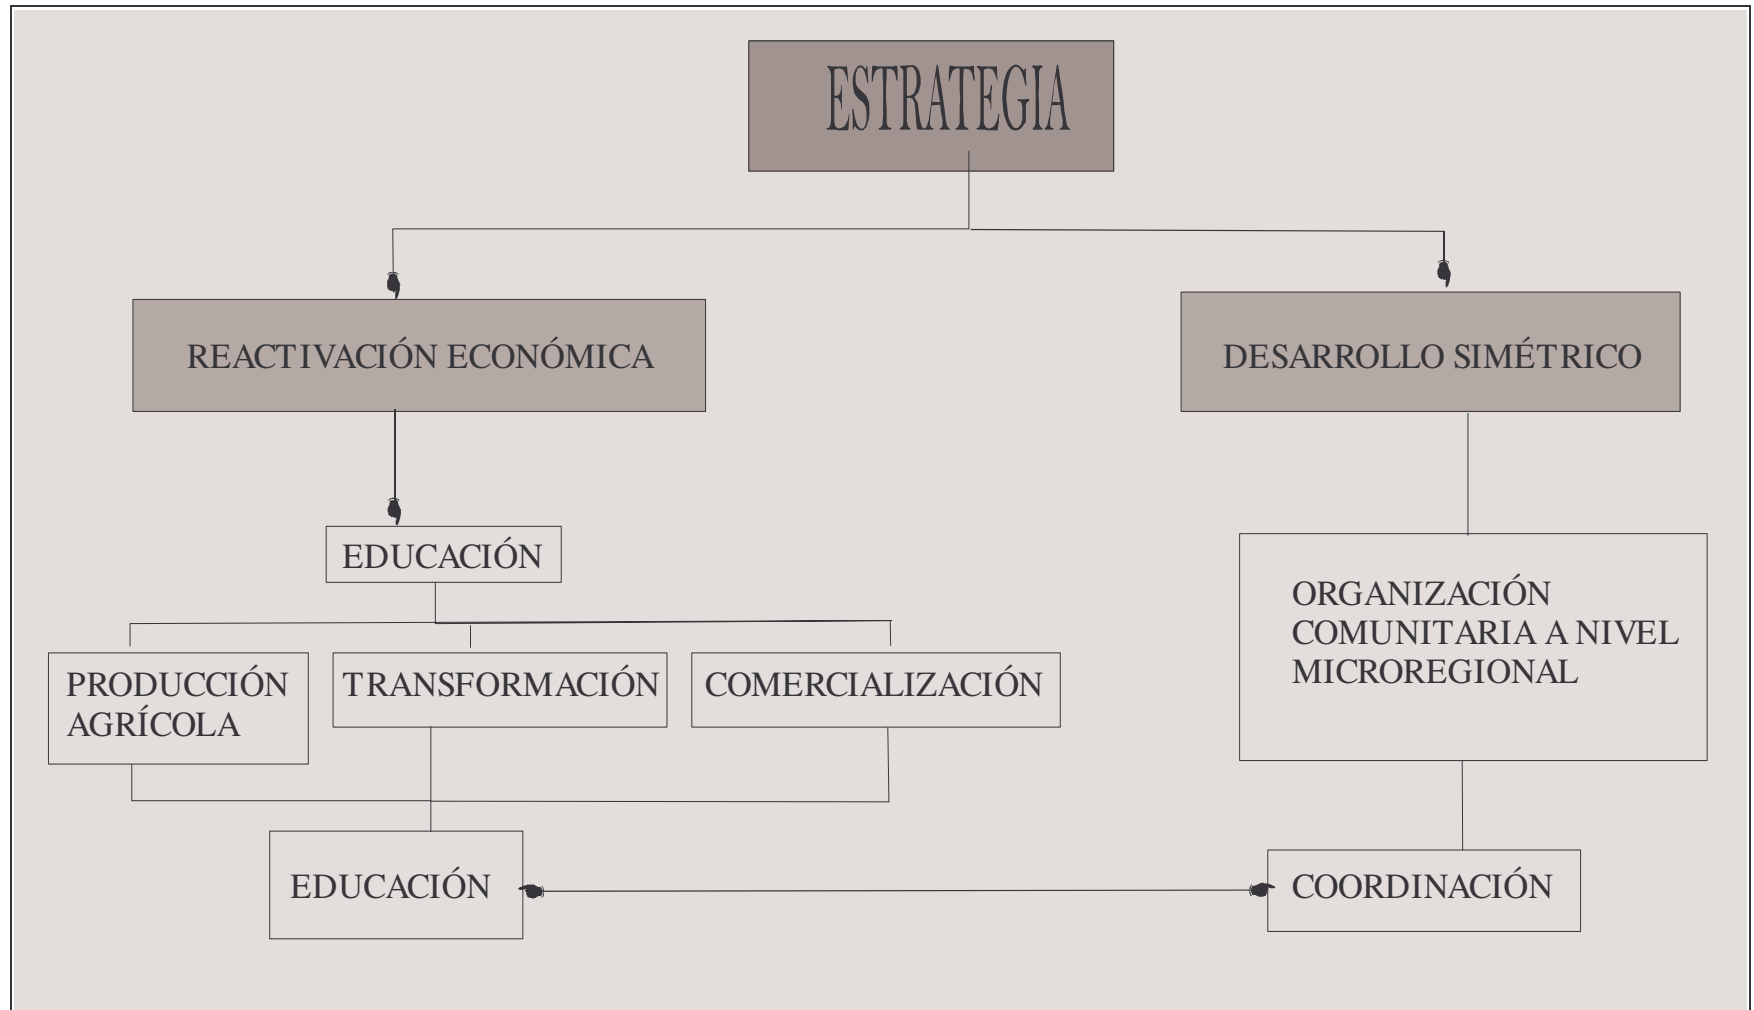 ESTRATEGIA
REACTIVACIÓN ECONÓMICA
DESARROLLO SIMÉTRICO
EDUCACIÓN
ORGANIZACIÓN
COMUNITARIA A NIVEL
MICROREGIONAL
PRODUCCIÓN
AGRÍCOLA
TRANSFORMACIÓN
COMERCIALIZACIÓN
EDUCACIÓN
COORDINACIÓN